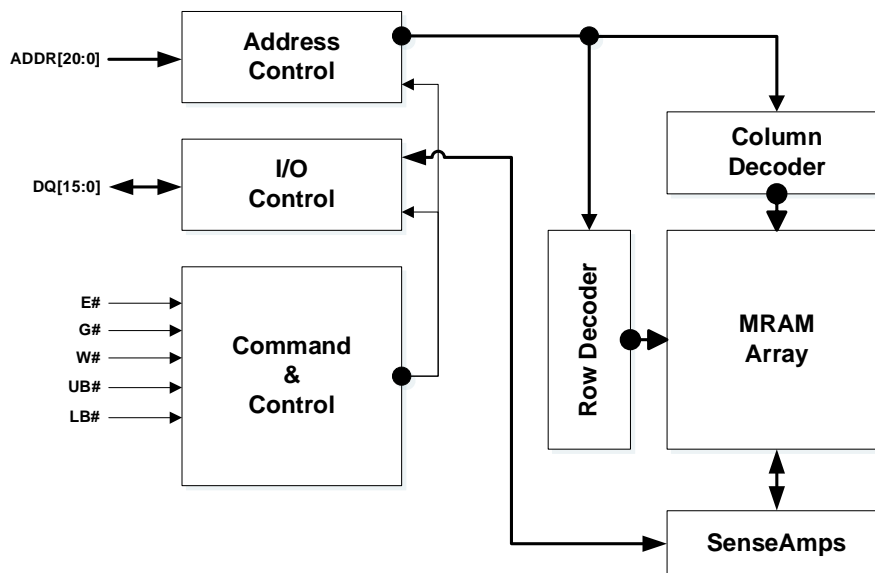 ADDR[20:0]
Address
Control
DQ[15:0]
I/O
Control
Column
Decoder
E#
G#
W#
UB#
LB#
Command
&
Control
Row Decoder
MRAM
Array
SenseAmps